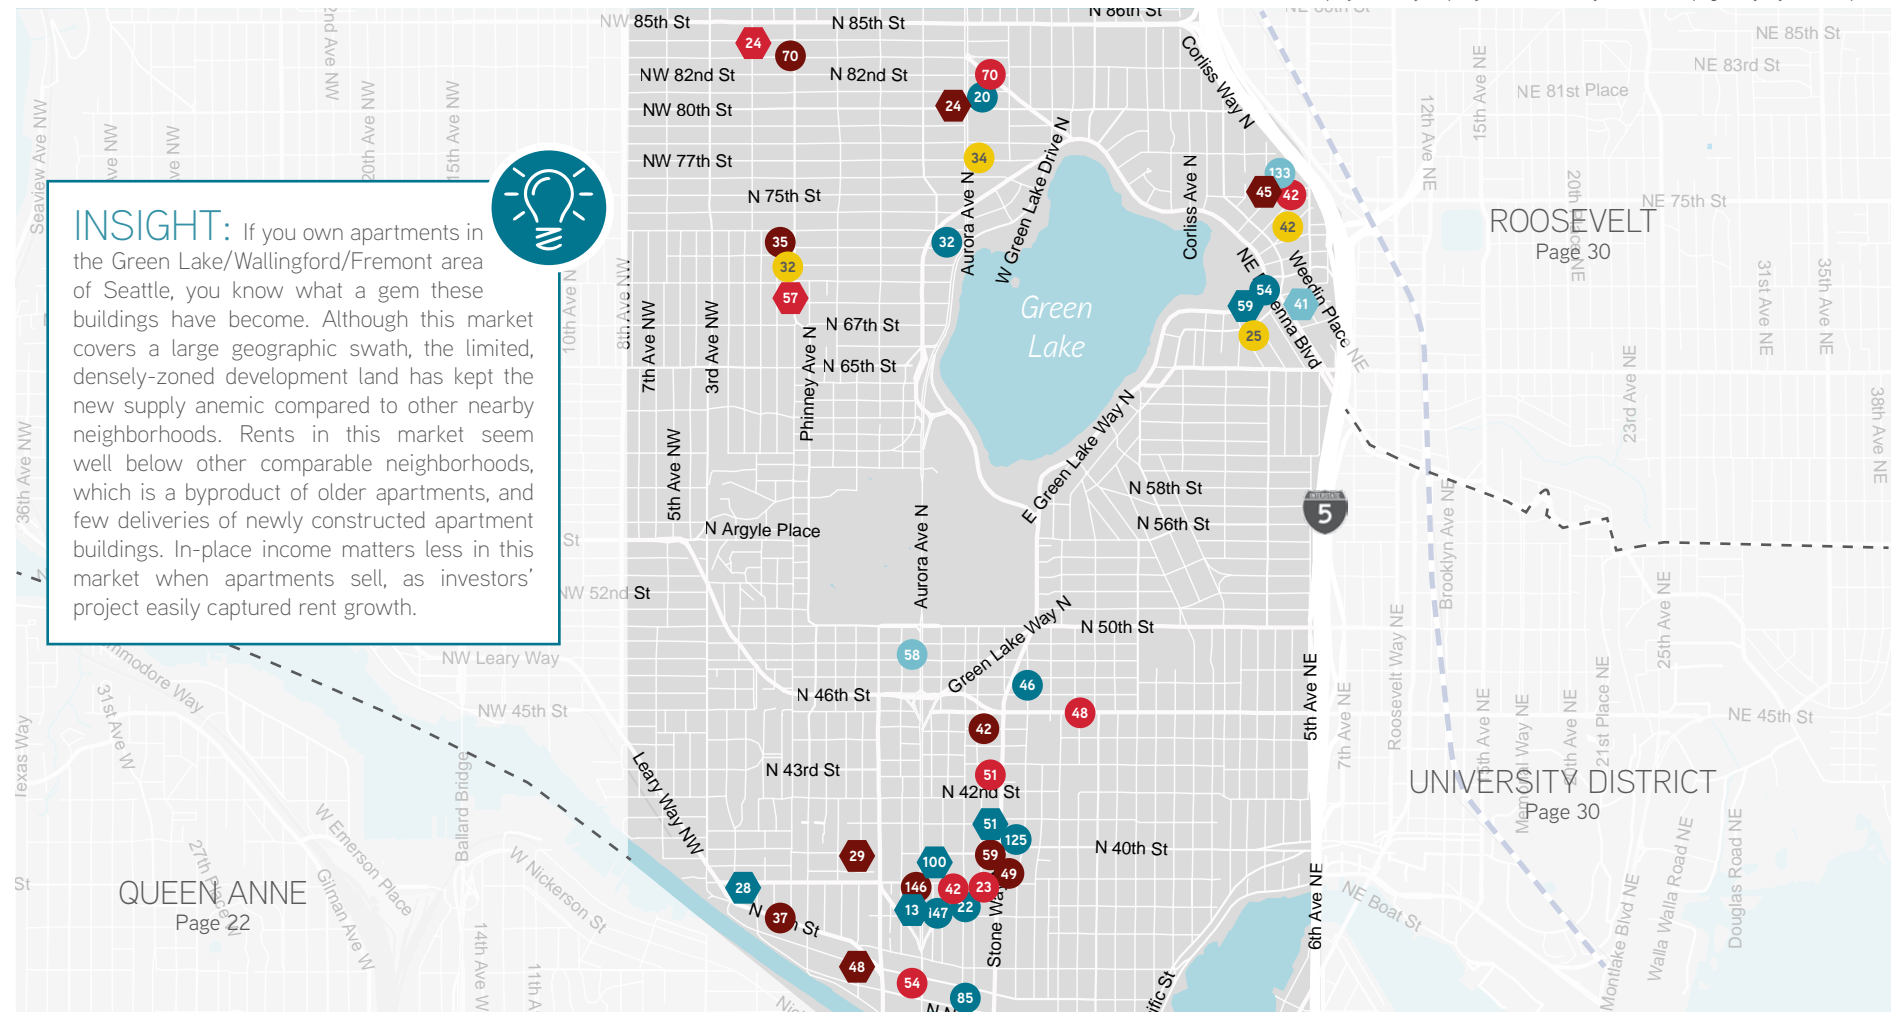 INSIGHT: If you own apartments in
the Green Lake/Wallingford/Fremont area
of Seattle, you know what a gem these
buildings have become. Although this market
covers a large geographic swath, the limited,
densely-zoned development land has kept the
new supply anemic compared to other nearby
neighborhoods. Rents in this market seem
well below other comparable neighborhoods,
which is a byproduct of older apartments, and
few deliveries of newly constructed apartment
buildings. In-place income matters less in this
market when apartments sell, as investors'
project easily captured rent growth.
NW 85th St
N 85th St
N 86th St
NW 82nd St
N 82nd St
NW 80th St
NW 77th St
N 75th St
N 67th St
N 65th St
N Argyle Place
NW 52nd St
N 58th St
N 56th St
N 50th St
N 46th St
N 43rd St
N 42nd St
N 40th St
Green
Lake
W Green Lake Drive N
E Green Lake Way N
Green Lake Way N
Aurora Ave N
Aurora Ave N
Phinney Ave N
Corliss Way N
Corliss Ave N
Weedin Place NE
3rd Ave NW
5th Ave NW
7th Ave NW
8th Ave NW
10th Ave N
Leary Way NW
Stone Way
5th Ave NE
6th Ave NE
7th Ave NE
INTERSTATE
5
ROOSEVELT
Page 30
UNIVERSITY DISTRICT
Page 30
QUEEN ANNE
Page 22
NE 85th St
NE 83rd St
NE 81st Place
NE 75th St
NE 45th St
NE Boat St
12th Ave NE
15th Ave NE
31st Ave NE
35th Ave NE
23rd Ave NE
38th Ave NE
25th Ave NE
21st Place NE
Brooklyn Ave NE
Roosevelt Way NE
Memorial Way NE
Montlake Blvd NE
Walla Walla Road NE
Douglas Road NE
Seaview Ave NW
20th Ave NW
15th Ave NW
36th Ave NW
NW Leary Way
NW 45th St
31st Ave W
Texas Way
W Emerson Place
Gilman Ave W
Ballard Bridge
W Nickerson St
14th Ave W
24
70
70
20
24
34
133
45
42
42
35
32
57
32
54
59
41
25
58
46
48
42
51
51
125
59
49
29
100
146
42
23
13
147
22
28
37
48
54
85